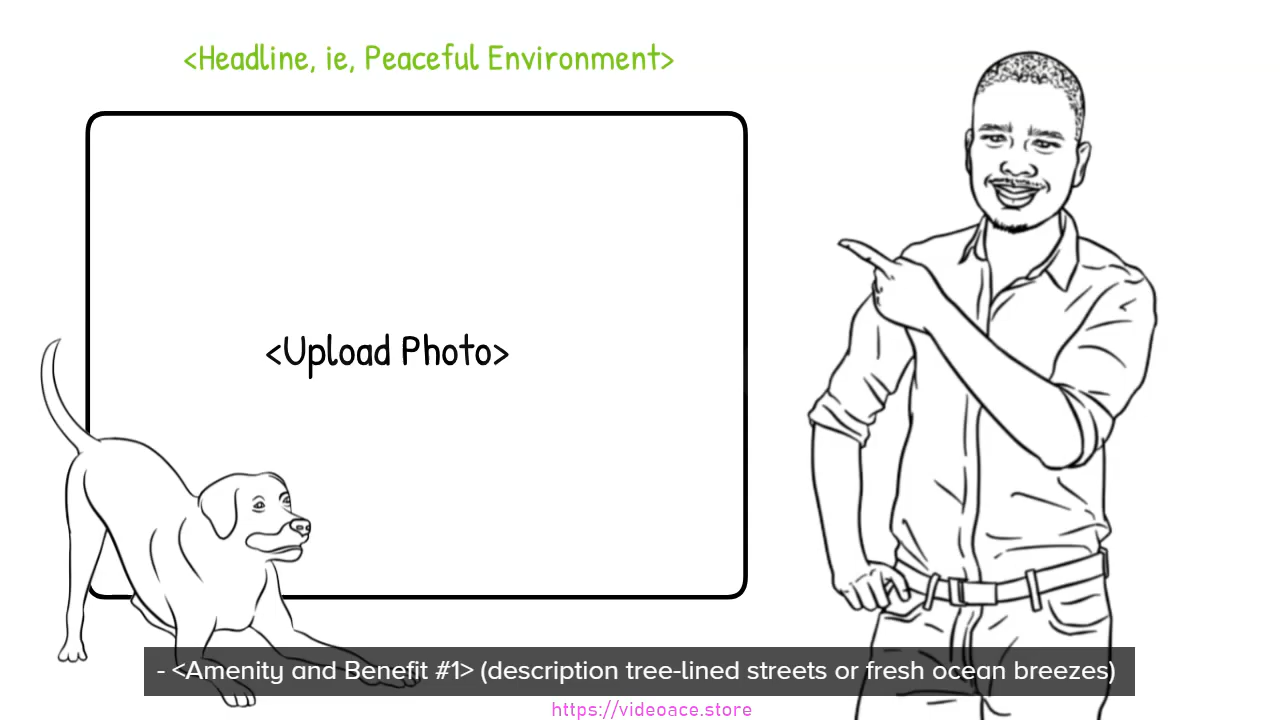 <Headline, ie, Peaceful Environment>
<Upload Photo>
- <Amenity and Benefit #1> (description tree-lined streets or fresh ocean breezes)
https://videoace.store